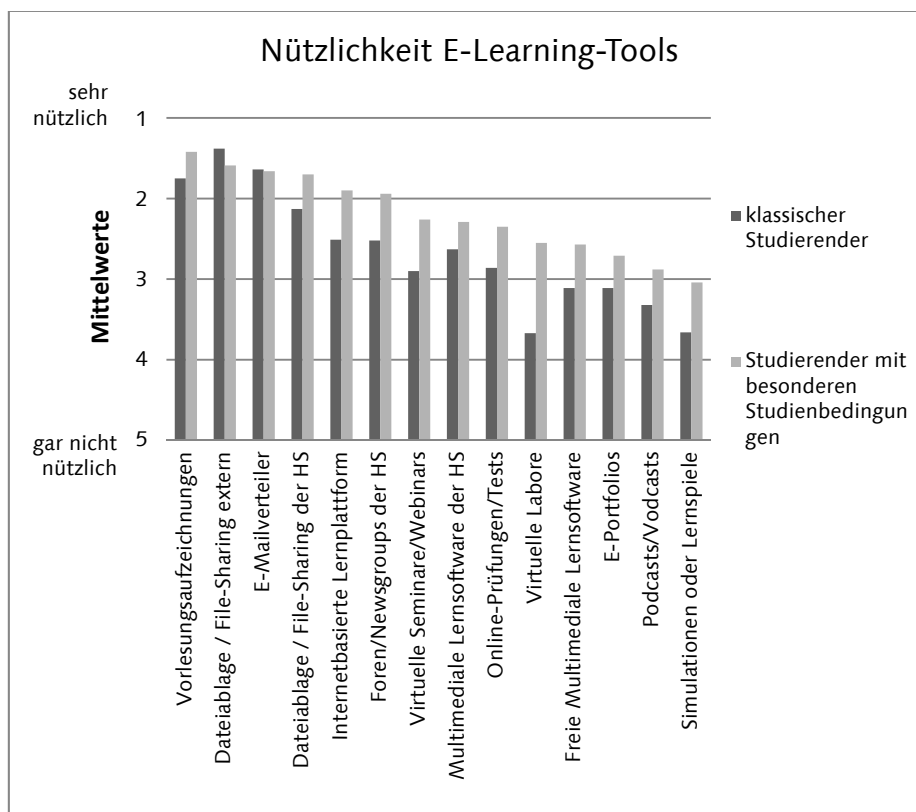 Nützlichkeit E-Learning-Tools
sehr
nützlich
1
2
3
4
5
gar nicht
nützlich
Mittelwerte
klassischer
Studierender
Studierender mit
besonderen
Studienbedingun
gen
Vorlesungsaufzeichnungen
Dateiablage / File-Sharing extern
E-Mailverteiler
Dateiablage / File-Sharing der HS
Internetbasierte Lernplattform
Foren/Newsgroups der HS
Virtuelle Seminare/Webinars
Multimediale Lernsoftware der HS
Online-Prüfungen/Tests
Virtuelle Labore
Freie Multimediale Lernsoftware
E-Portfolios
Podcasts/Vodcasts
Simulationen oder Lernspiele